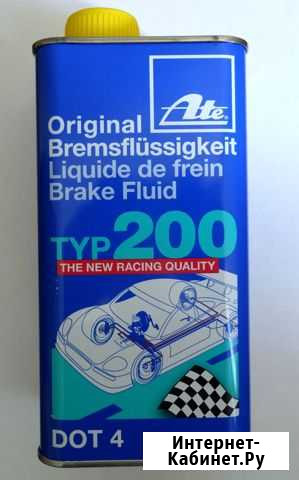 Ate
Original
Bremsflüssigkeit
Liquide de frein
Brake Fluid
TYP 200
THE NEW RACING QUALITY
DOT 4
Интернет-
Кабинет.Ру